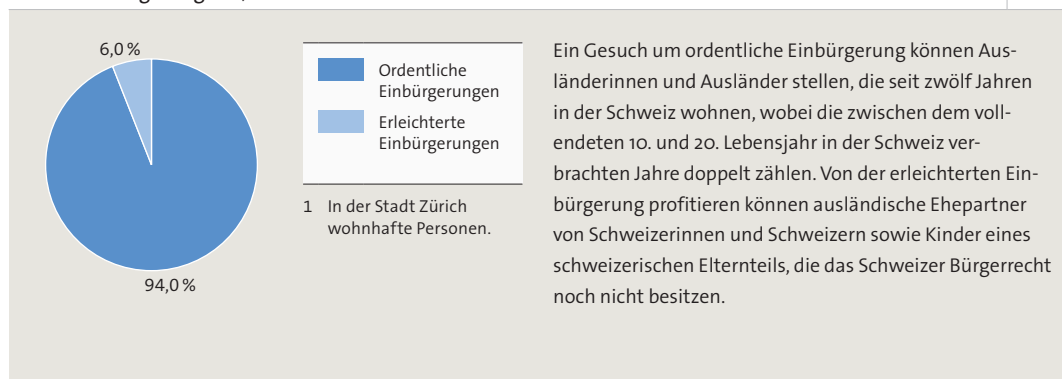 6,0 %
94,0 %
Ordentliche
Einbürgerungen
Erleichterte
Einbürgerungen
1 In der Stadt Zürich
wohnhafte Personen.
Ein Gesuch um ordentliche Einbürgerung können Aus-
länderinnen und Ausländer stellen, die seit zwölf Jahren
in der Schweiz wohnen, wobei die zwischen dem voll-
endeten 10. und 20. Lebensjahr in der Schweiz ver-
brachten Jahre doppelt zählen. Von der erleichterten Ein-
bürgerung profitieren können ausländische Ehepartner
von Schweizerinnen und Schweizern sowie Kinder eines
schweizerischen Elternteils, die das Schweizer Bürgerrecht
noch nicht besitzen.